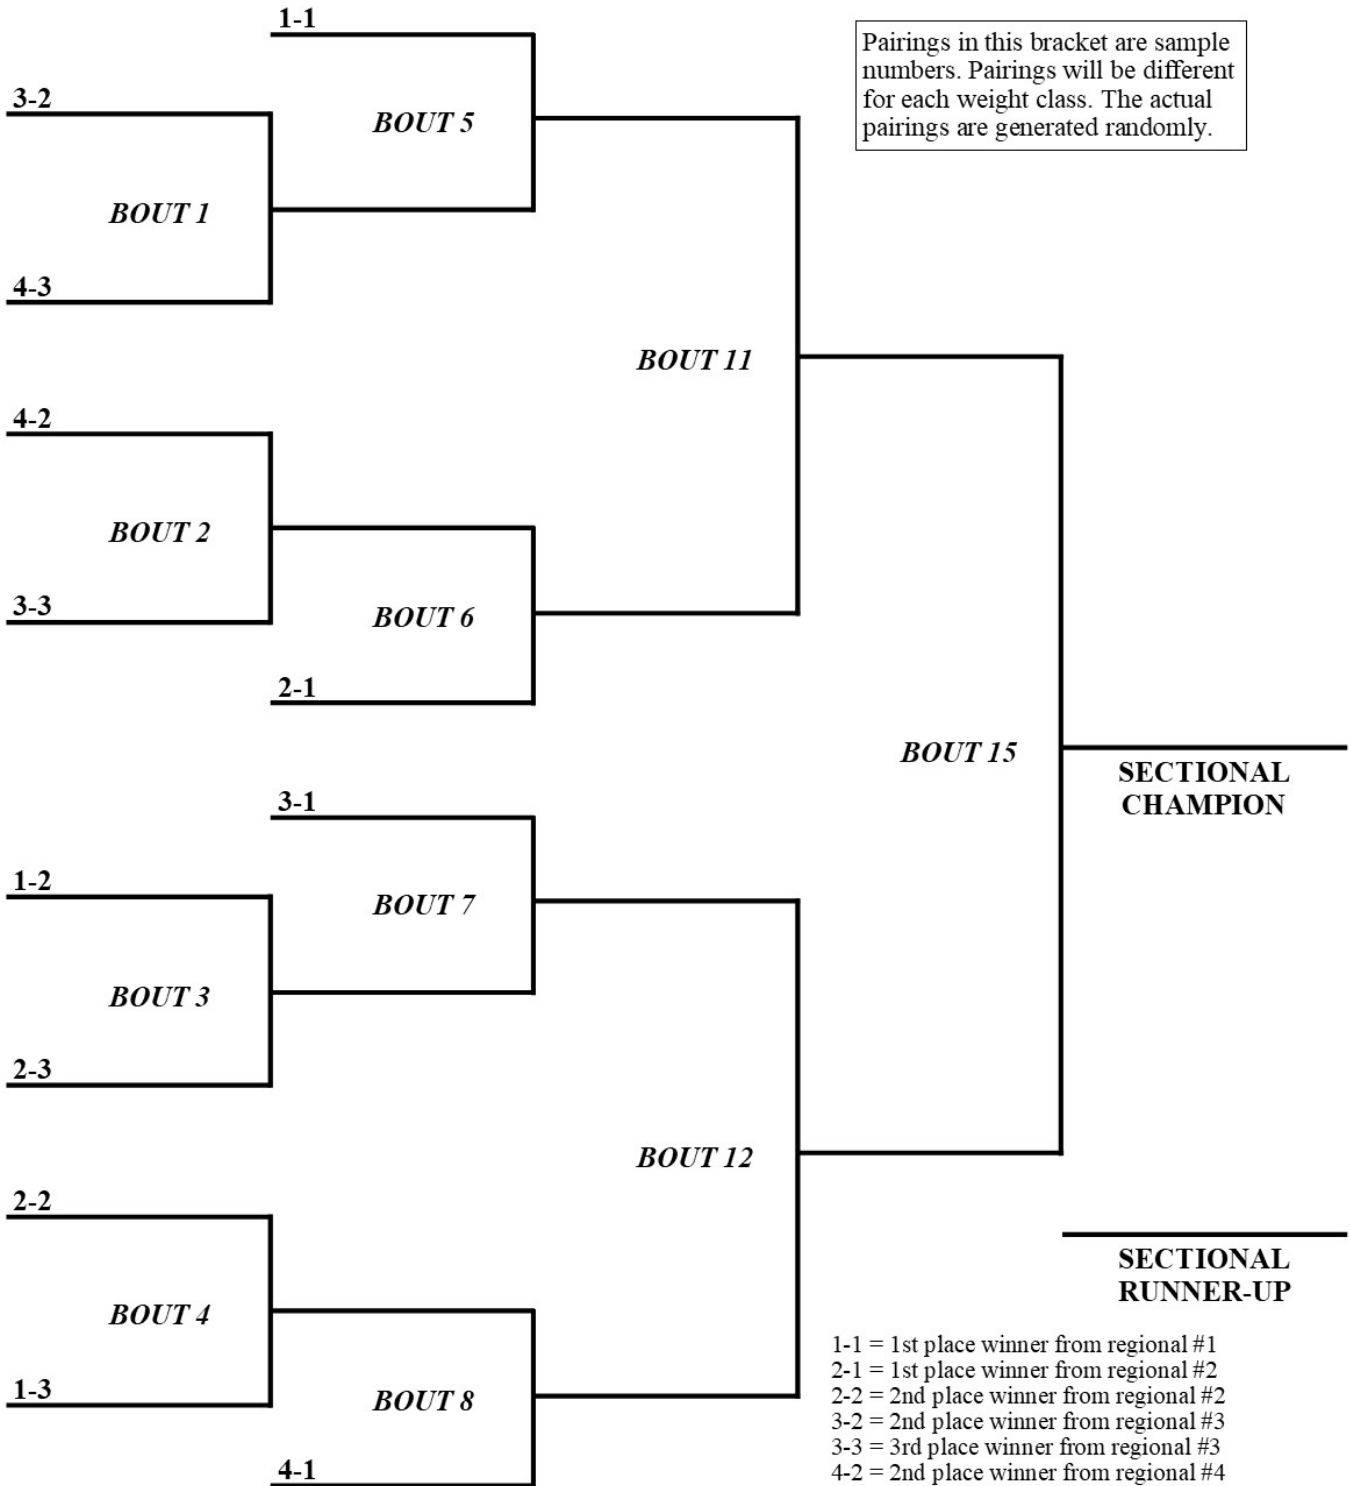 1-1
Pairings in this bracket are sample
numbers. Pairings will be different
for each weight class. The actual
pairings are generated randomly.
3-2
BOUT 5
BOUT 1
4-3
BOUT 11
4-2
BOUT 2
3-3
BOUT 6
2-1
BOUT 15
SECTIONAL
CHAMPION
3-1
1-2
BOUT 7
BOUT 3
2-3
BOUT 12
2-2
SECTIONAL
RUNNER-UP
BOUT 4
1-3
BOUT 8
4-1
1-1 = 1st place winner from regional #1
2-1 = 1st place winner from regional #2
2-2 = 2nd place winner from regional #2
3-2 = 2nd place winner from regional #3
3-3 = 3rd place winner from regional #3
4-2 = 2nd place winner from regional #4